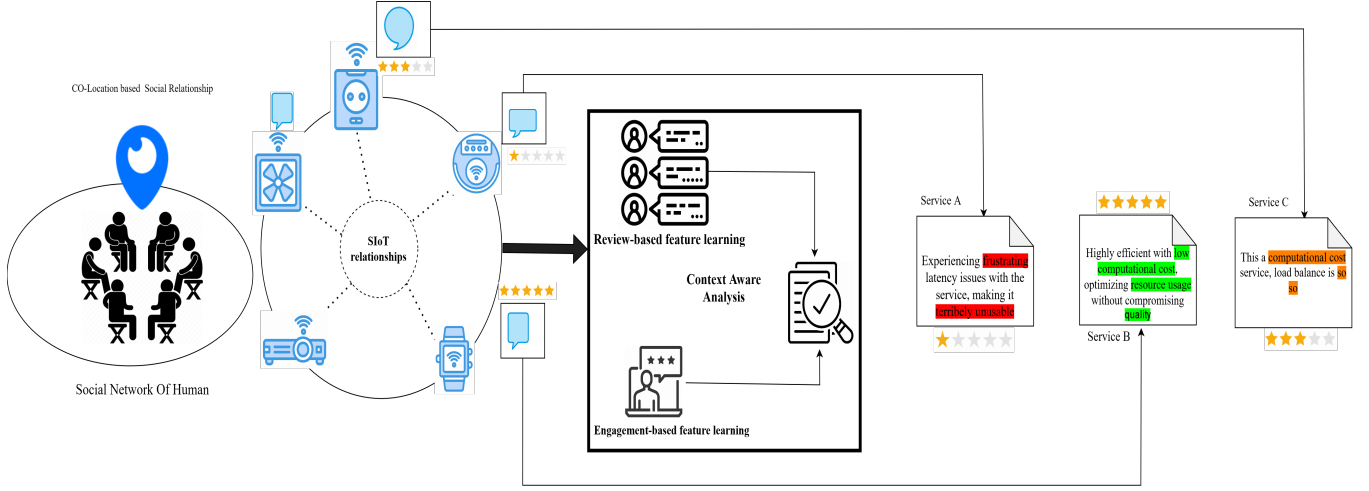 CO-Location based Social Relationship
Social Network Of Human
SIoT
relationships
Review-based feature learning
Context Aware
Analysis
Engagement-based feature learning
Service A
Experiencing frustrating
latency issues with the
service, making it
terribely unusable
Highly efficient with low
computational cost,
optimizing resource usage
without compromising
quality
Service B
Service C
This a computational cost
service, load balance is so
so